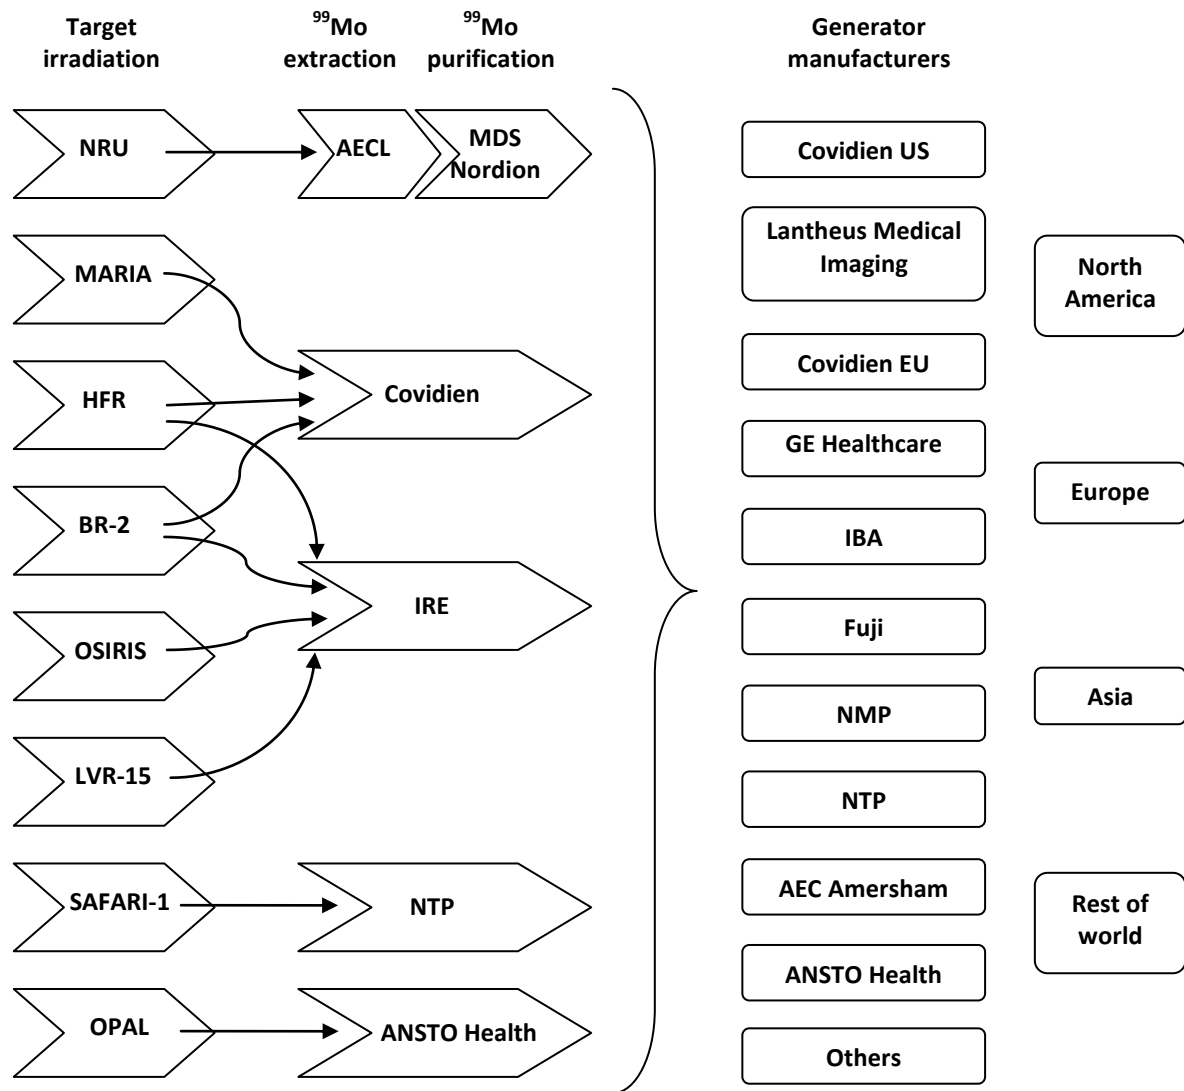 Target
irradiation
⁹⁹Mo
extraction
⁹⁹Mo
purification
Generator
manufacturers
NRU
AECL
MDS
Nordion
MARIA
HFR
Covidien
BR-2
OSIRIS
IRE
LVR-15
SAFARI-1
NTP
OPAL
ANSTO Health
Covidien US
Lantheus Medical
Imaging
Covidien EU
GE Healthcare
IBA
Fuji
NMP
NTP
AEC Amersham
ANSTO Health
Others
North
America
Europe
Asia
Rest of
world